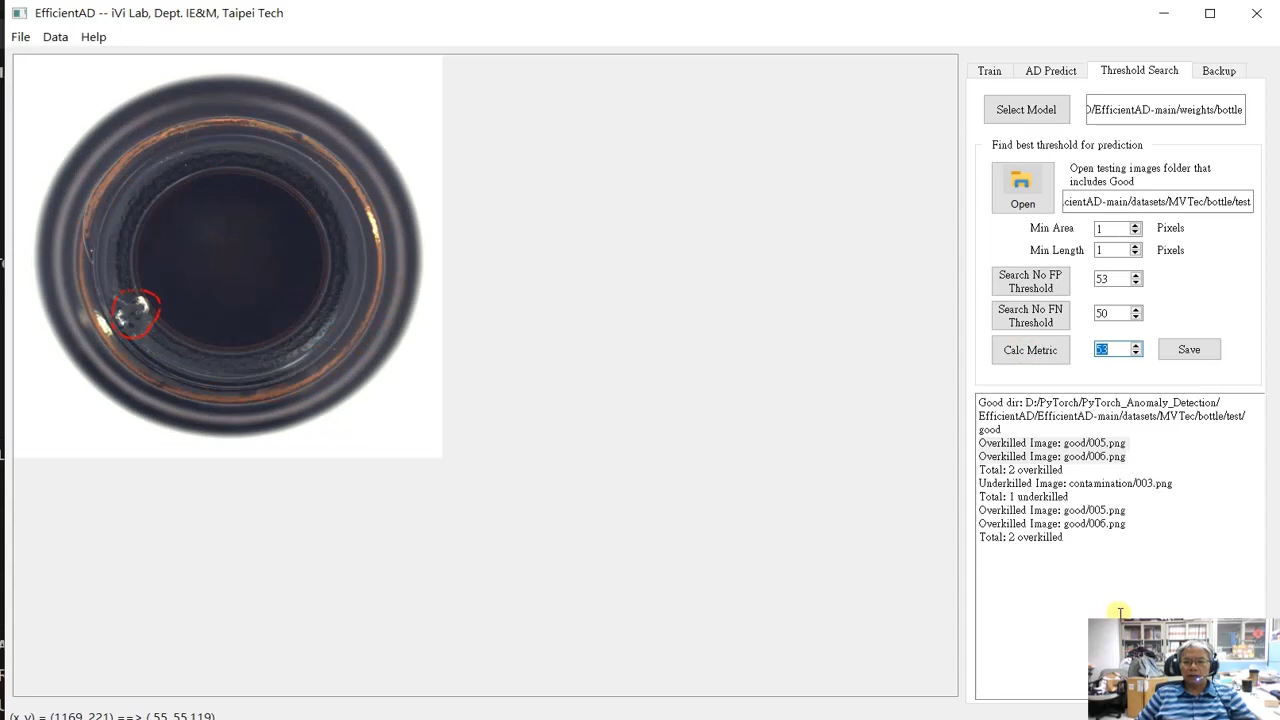 EfficientAD -- iVi Lab, Dept. IE&M, Taipei Tech
File Data Help
Train AD Predict Threshold Search Backup
Select Model D/EfficientAD-main/weights/bottle
Find best threshold for prediction
Open testing images folder that
includes Good
Open cientAD-main/datasets/MVTec/bottle/test
Min Area 1 Pixels
Min Length 1 Pixels
Search No FP
Threshold
53
Search No FN
Threshold
50
Calc Metric 53 Save
Good dir: D:/PyTorch/PyTorch_Anomaly_Detection/
EfficientAD/EfficientAD-main/datasets/MVTec/bottle/test/
good
Overkilled Image: good/005.png
Overkilled Image: good/006.png
Total: 2 overkilled
Underkilled Image: contamination/003.png
Total: 1 underkilled
Overkilled Image: good/005.png
Overkilled Image: good/006.png
Total: 2 overkilled
(x, y) = (1169, 221) ==> ( 55, 55,119)